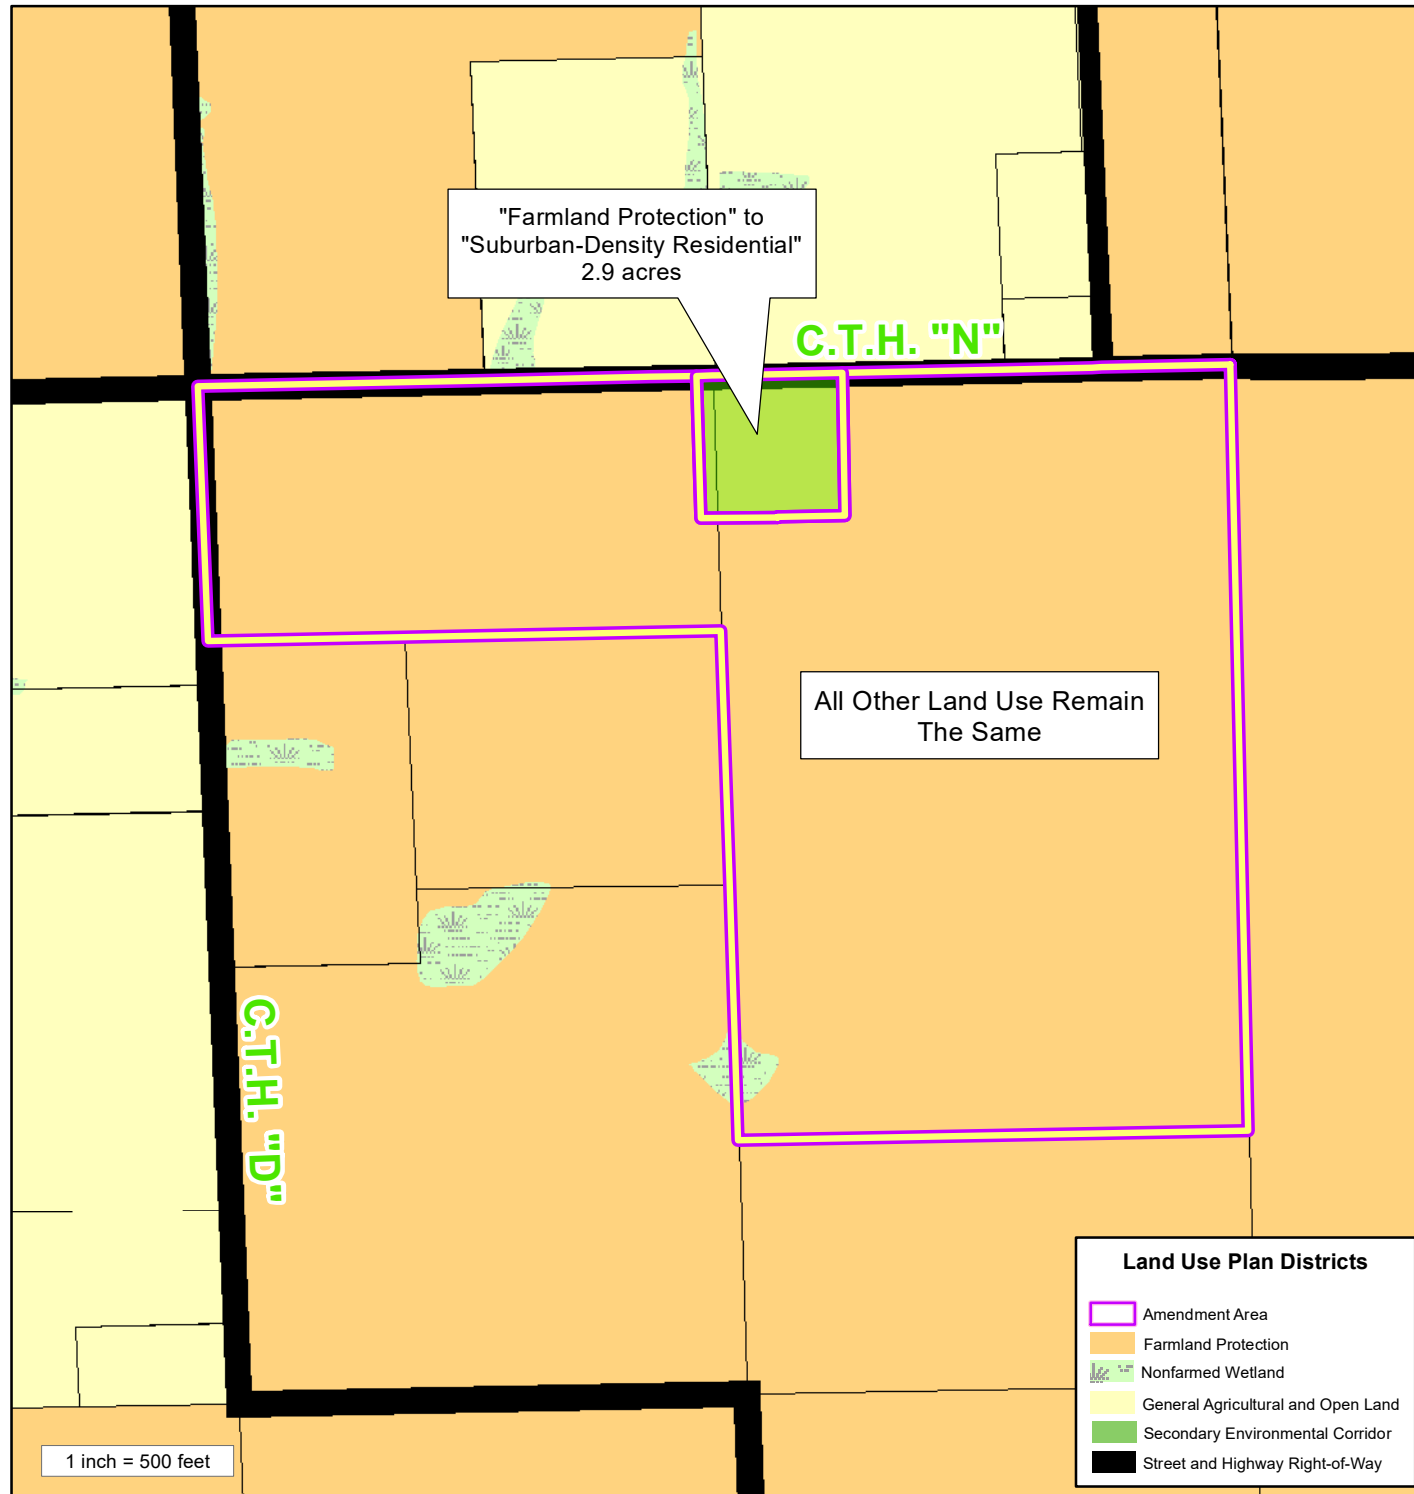 "Farmland Protection" to
"Suburban-Density Residential"
2.9 acres
C.T.H. "N"
All Other Land Use Remain
The Same
C.T.H. "D"
Land Use Plan Districts
Amendment Area
Farmland Protection
Nonfarmed Wetland
General Agricultural and Open Land
Secondary Environmental Corridor
Street and Highway Right-of-Way
1 inch = 500 feet